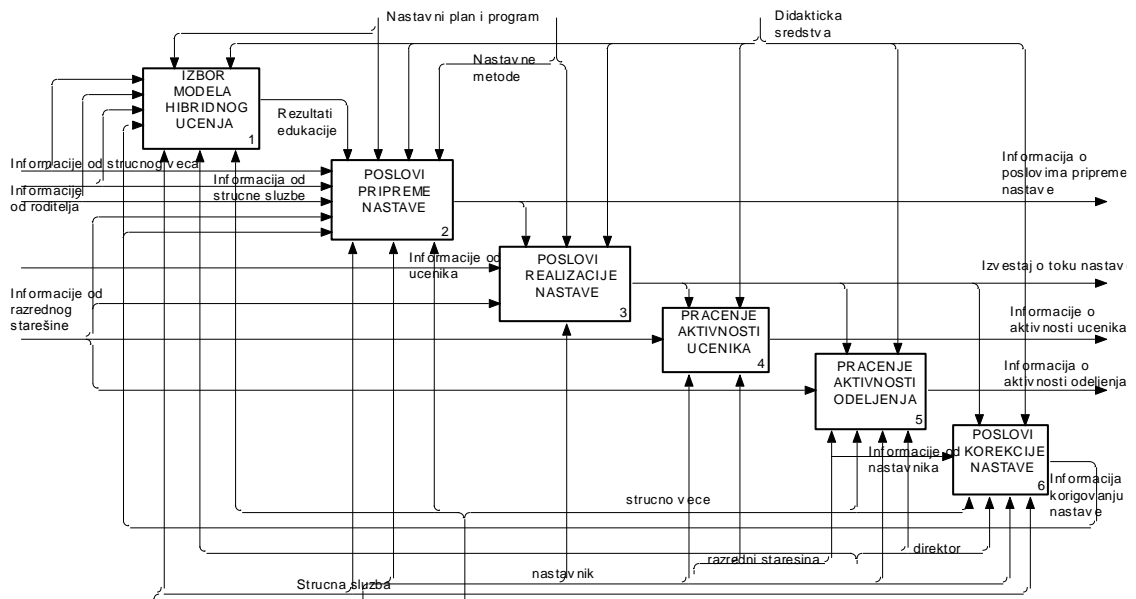 Nastavni plan i program
Didakticka
sredstva
Nastavne
metode
IZBOR
MODELA
HIBRIDNOG
UCENJA
1
Rezultati
edukacije
Informacije od strucnog veca
Informacije
od roditelja
Informacija od
strucne sluzbe
POSLOVI
PRIPREME
NASTAVE
2
Informacija o
poslovima pripreme
nastave
Informacije od
ucenika
POSLOVI
REALIZACIJE
NASTAVE
3
Izvestaj o toku nastave
Informacije od
razrednog
starešine
PRACENJE
AKTIVNOSTI
UCENIKA
4
Informacije o
aktivnosti ucenika
PRACENJE
AKTIVNOSTI
ODELJENJA
5
Informacija o
aktivnosti odeljenja
POSLOVI
KOREKCIJE
NASTAVE
6
Informacije od
nastavnika
Informacija
korigovanju
nastave
strucno vece
direktor
razredni staresina
nastavnik
Strucna sluzba